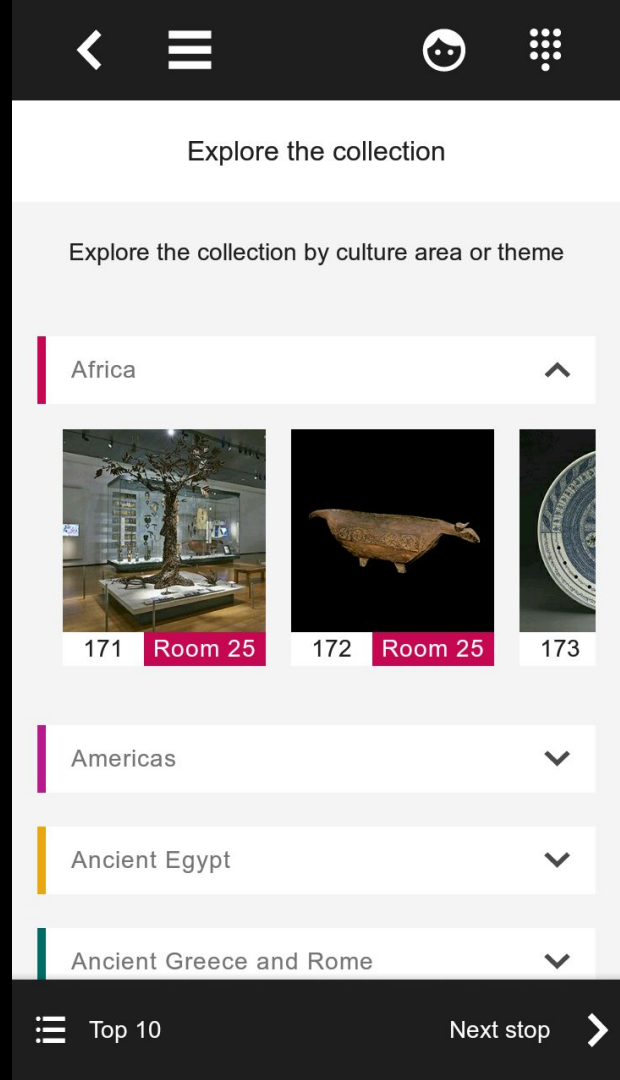 Explore the collection
Explore the collection by culture area or theme
Africa
171 Room 25 172 Room 25 173
Americas
Ancient Egypt
Ancient Greece and Rome
Top 10 Next stop